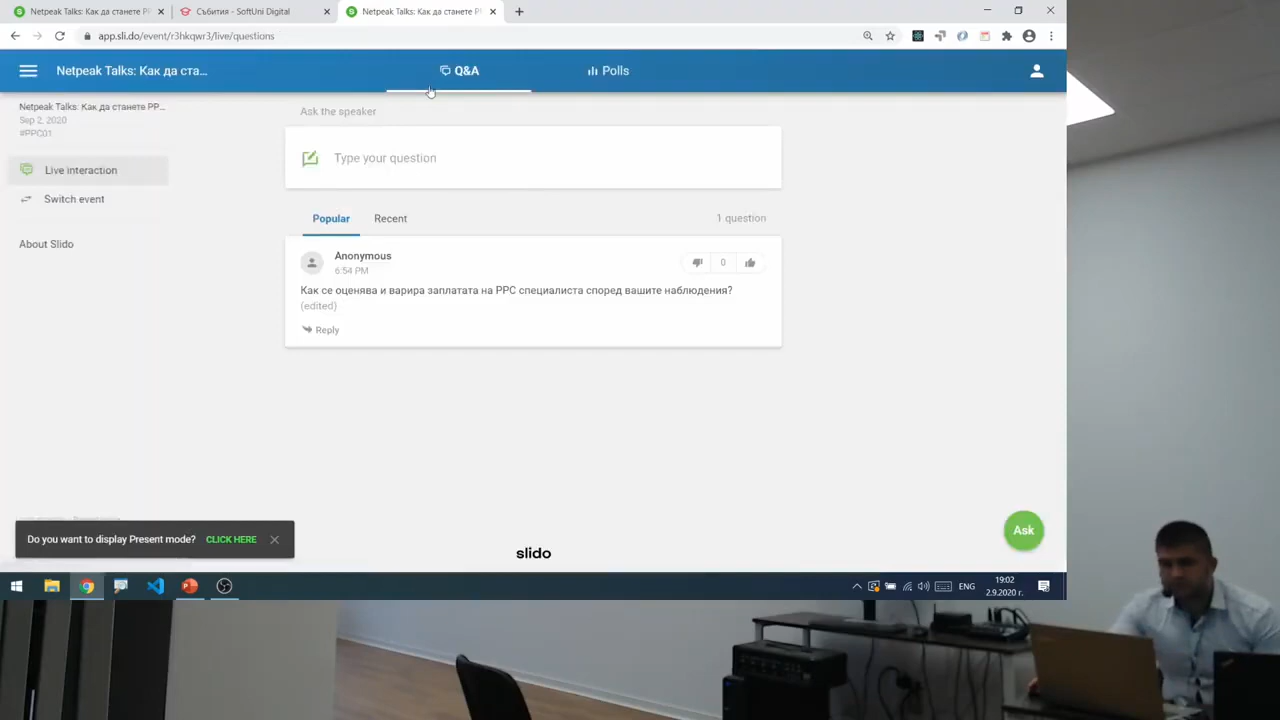 Netpeak Talks: Как да станете PP
Събития - SoftUni Digital
Netpeak Talks: Как да станете PP
app.sli.do/event/r3hkqwr3/live/questions
Netpeak Talks: Как да ста...
Q&A
Polls
Netpeak Talks: Как да станете PP...
Sep 2, 2020
#PPC01
Live interaction
Switch event
About Slido
Ask the speaker
Type your question
Popular
Recent
1 question
Anonymous
6:54 PM
0
Как се оценява и варира заплатата на PPC специалиста според вашите наблюдения?
(edited)
Reply
Do you want to display Present mode? CLICK HERE
Ask
slido
ЕНГ
19:02
2.9.2020 г.